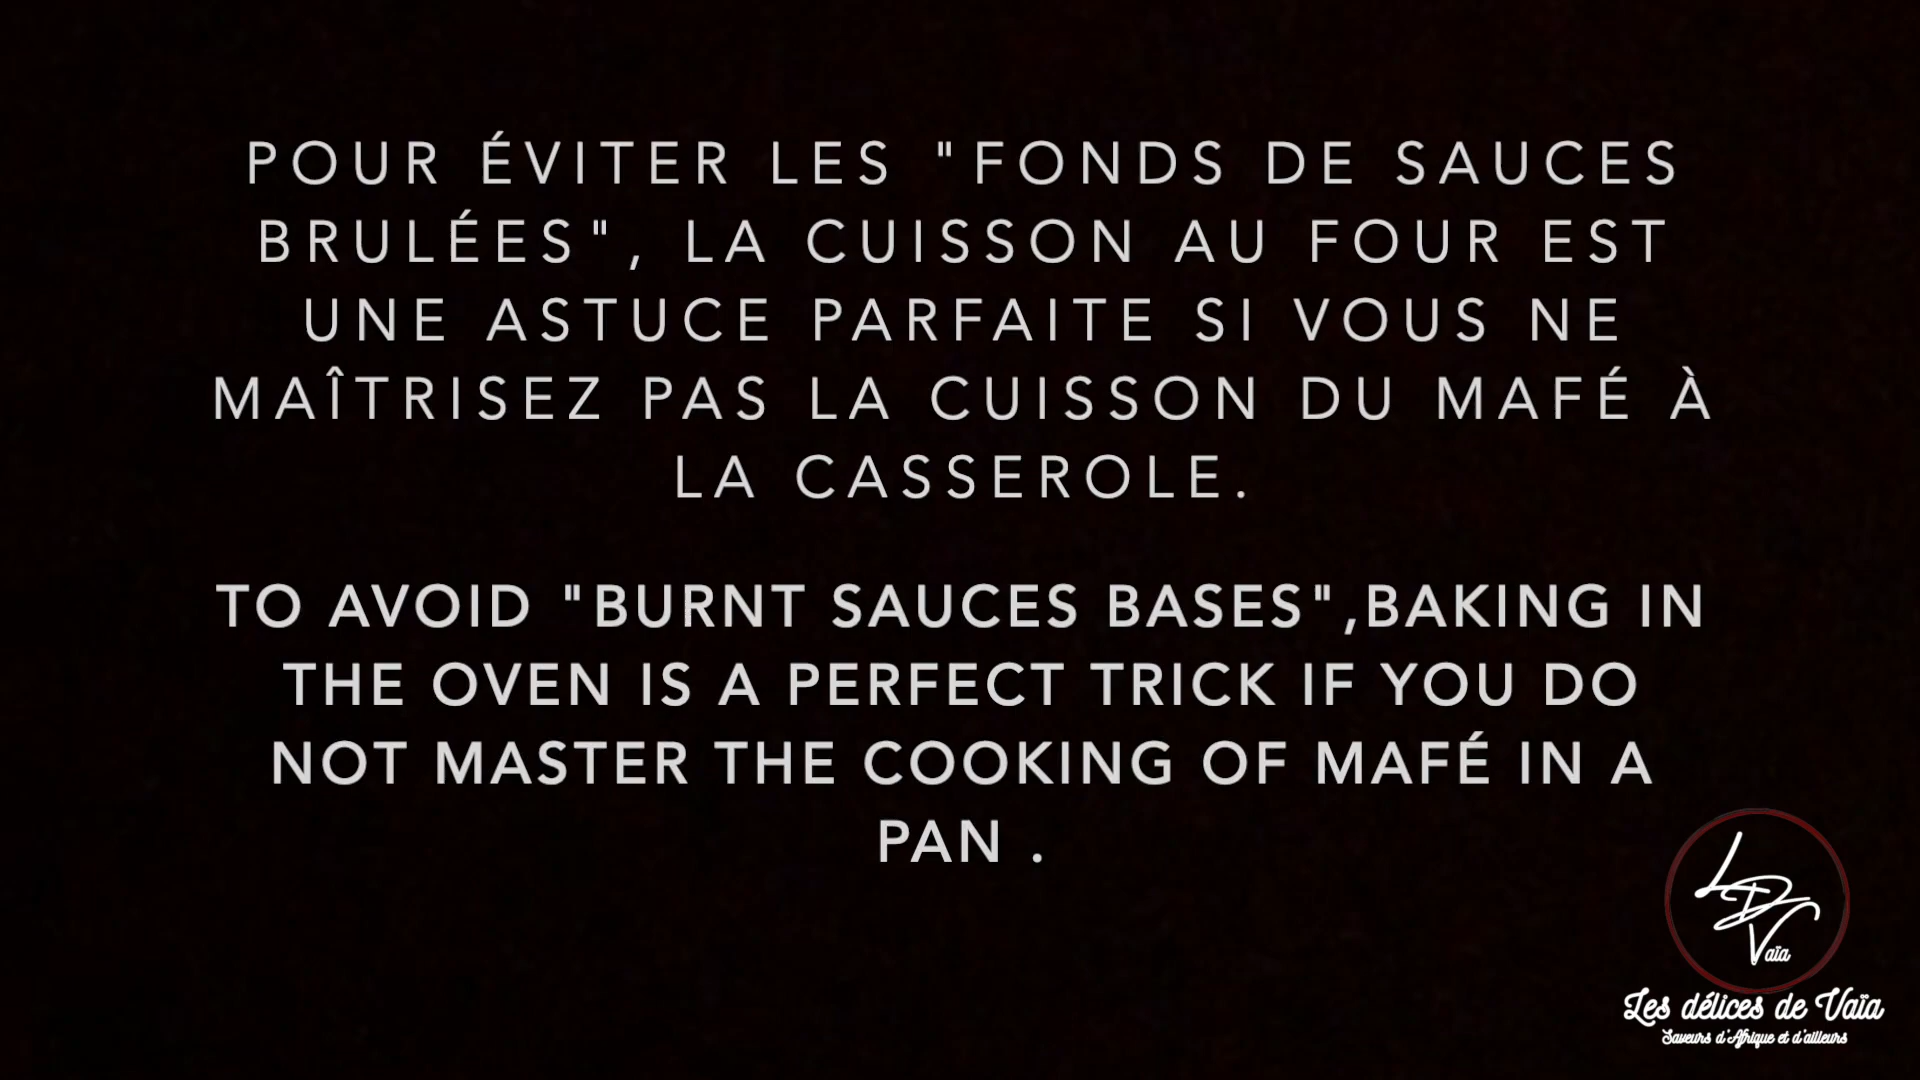 POUR ÉVITER LES "FONDS DE SAUCES
BRULÉES", LA CUISSON AU FOUR EST
UNE ASTUCE PARFAITE SI VOUS NE
MAÎTRISEZ PAS LA CUISSON DU MAFÉ À
LA CASSEROLE.
TO AVOID "BURNT SAUCES BASES",BAKING IN
THE OVEN IS A PERFECT TRICK IF YOU DO
NOT MASTER THE COOKING OF MAFÉ IN A
PAN .
LDVaïa
Les délices de Vaïa
Saveurs d'Afrique et d'ailleurs